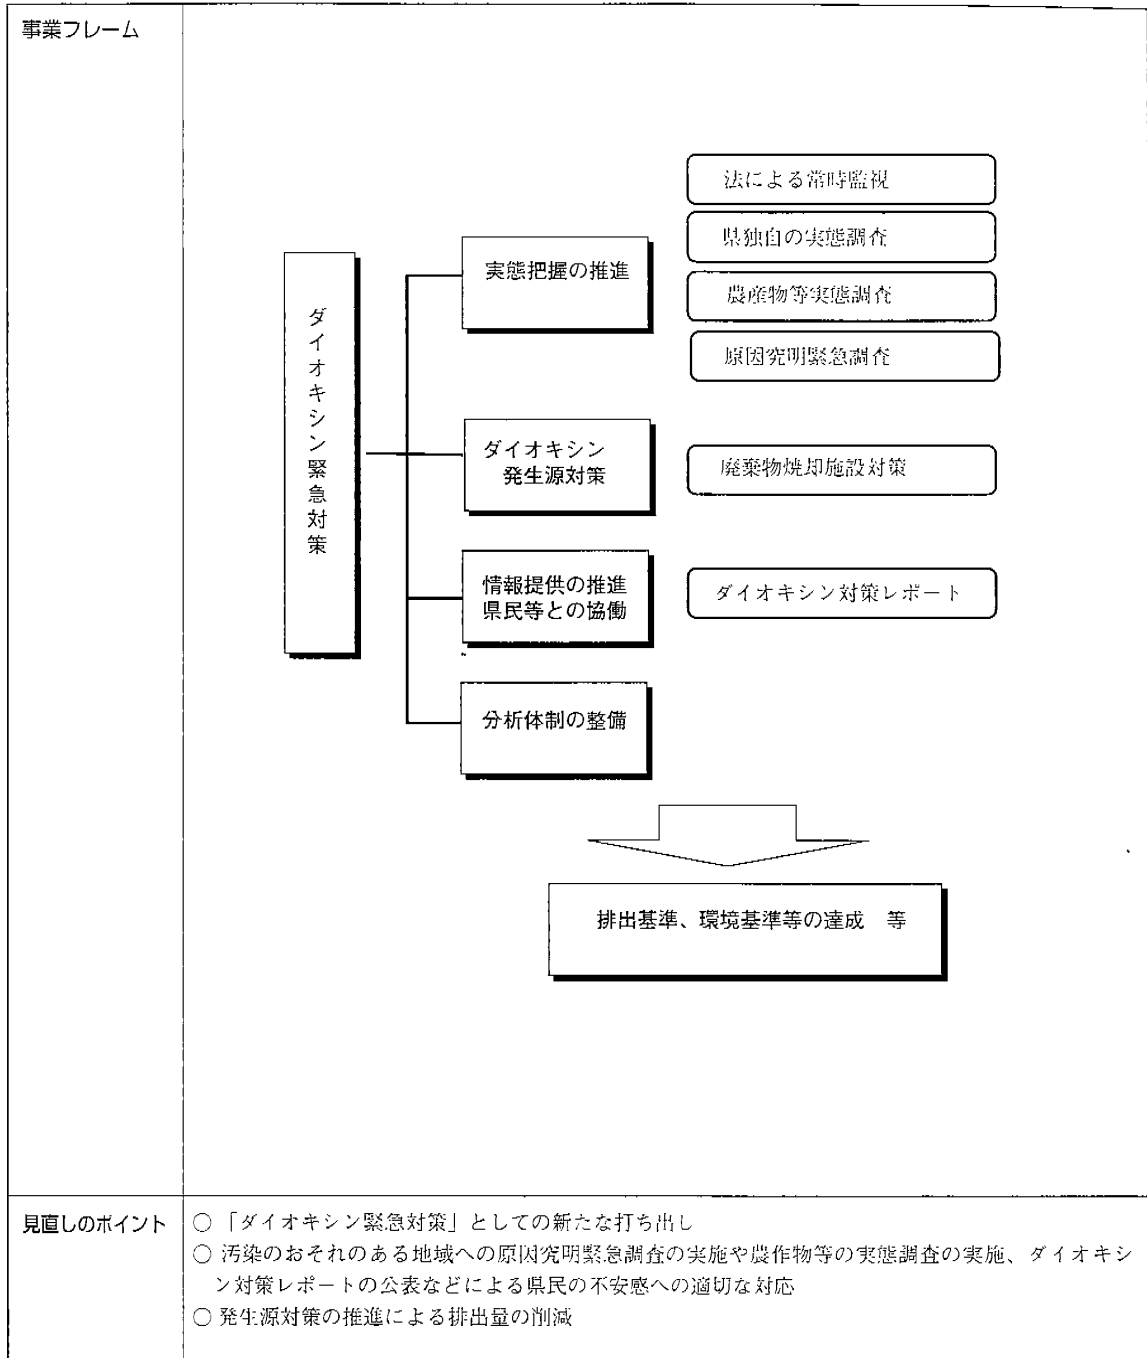 事業フレーム
ダイオキシン緊急対策
実態把握の推進
法による常時監視
県独自の実態調査
農産物等実態調査
原因究明緊急調査
ダイオキシン
発生源対策
廃棄物焼却施設対策
情報提供の推進
県民等との協働
ダイオキシン対策レポート
分析体制の整備
排出基準、環境基準等の達成　等
見直しのポイント
○「ダイオキシン緊急対策」としての新たな打ち出し
○ 汚染のおそれのある地域への原因究明緊急調査の実施や農作物等の実態調査の実施、ダイオキシ
ン対策レポートの公表などによる県民の不安感への適切な対応
○ 発生源対策の推進による排出量の削減